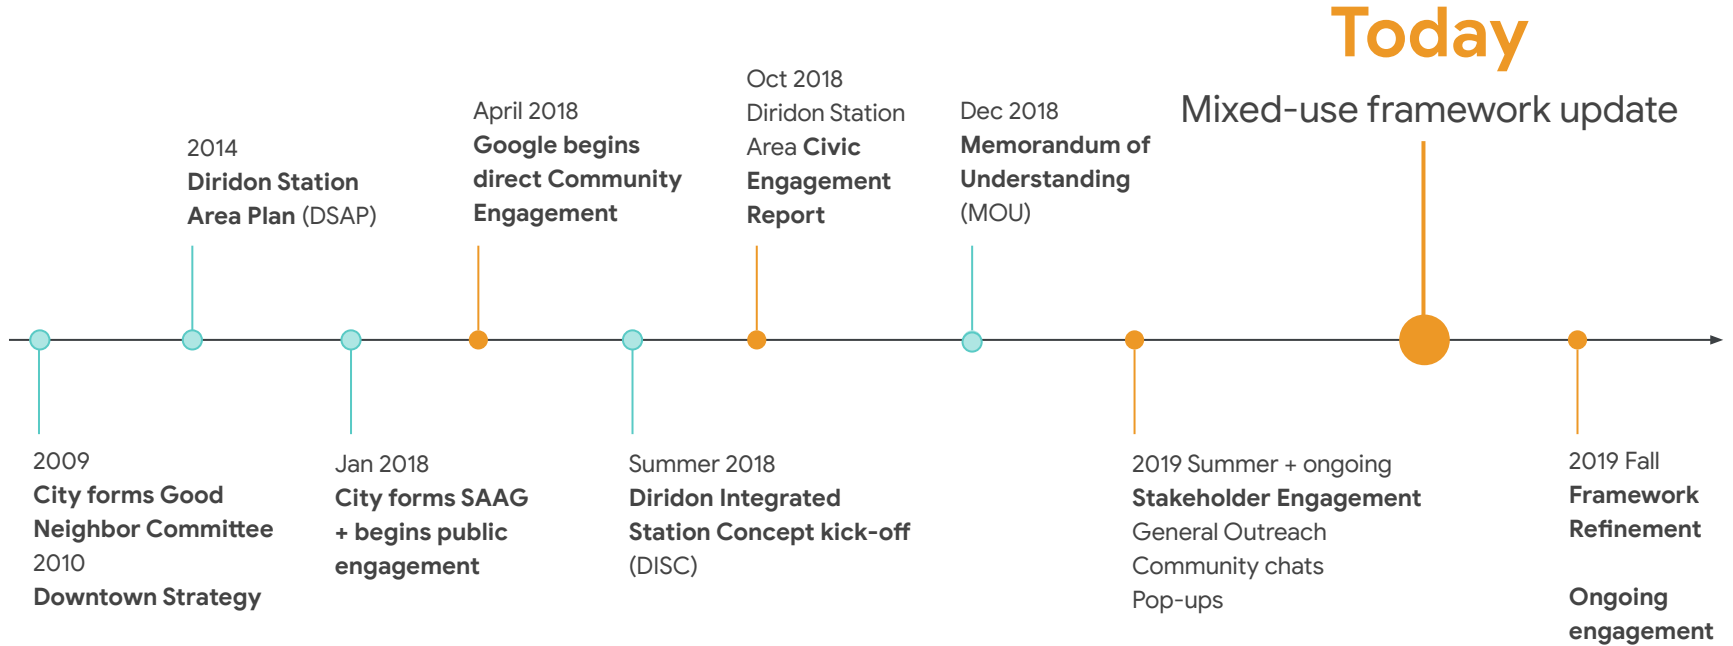 Today
Mixed-use framework update
2009
City forms Good
Neighbor Committee
2010
Downtown Strategy
2014
Diridon Station
Area Plan (DSAP)
Jan 2018
City forms SAAG
+ begins public
engagement
April 2018
Google begins
direct Community
Engagement
Summer 2018
Diridon Integrated
Station Concept kick-off
(DISC)
Oct 2018
Diridon Station
Area Civic
Engagement
Report
Dec 2018
Memorandum of
Understanding
(MOU)
2019 Summer + ongoing
Stakeholder Engagement
General Outreach
Community chats
Pop-ups
2019 Fall
Framework
Refinement
Ongoing
engagement